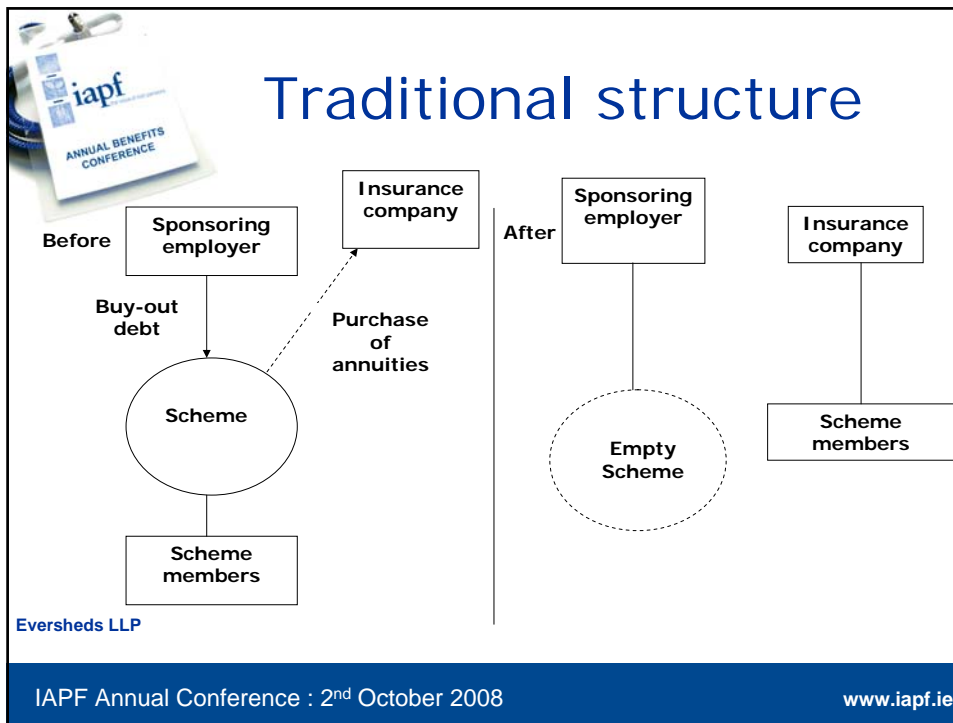 iapf
ANNUAL BENEFITS
CONFERENCE
Traditional structure
Before
Sponsoring
employer
Insurance
company
Buy-out
debt
Purchase
of
annuities
Scheme
Scheme
members
After
Sponsoring
employer
Insurance
company
Empty
Scheme
Scheme
members
Eversheds LLP
IAPF Annual Conference : 2nd October 2008
www.iapf.ie